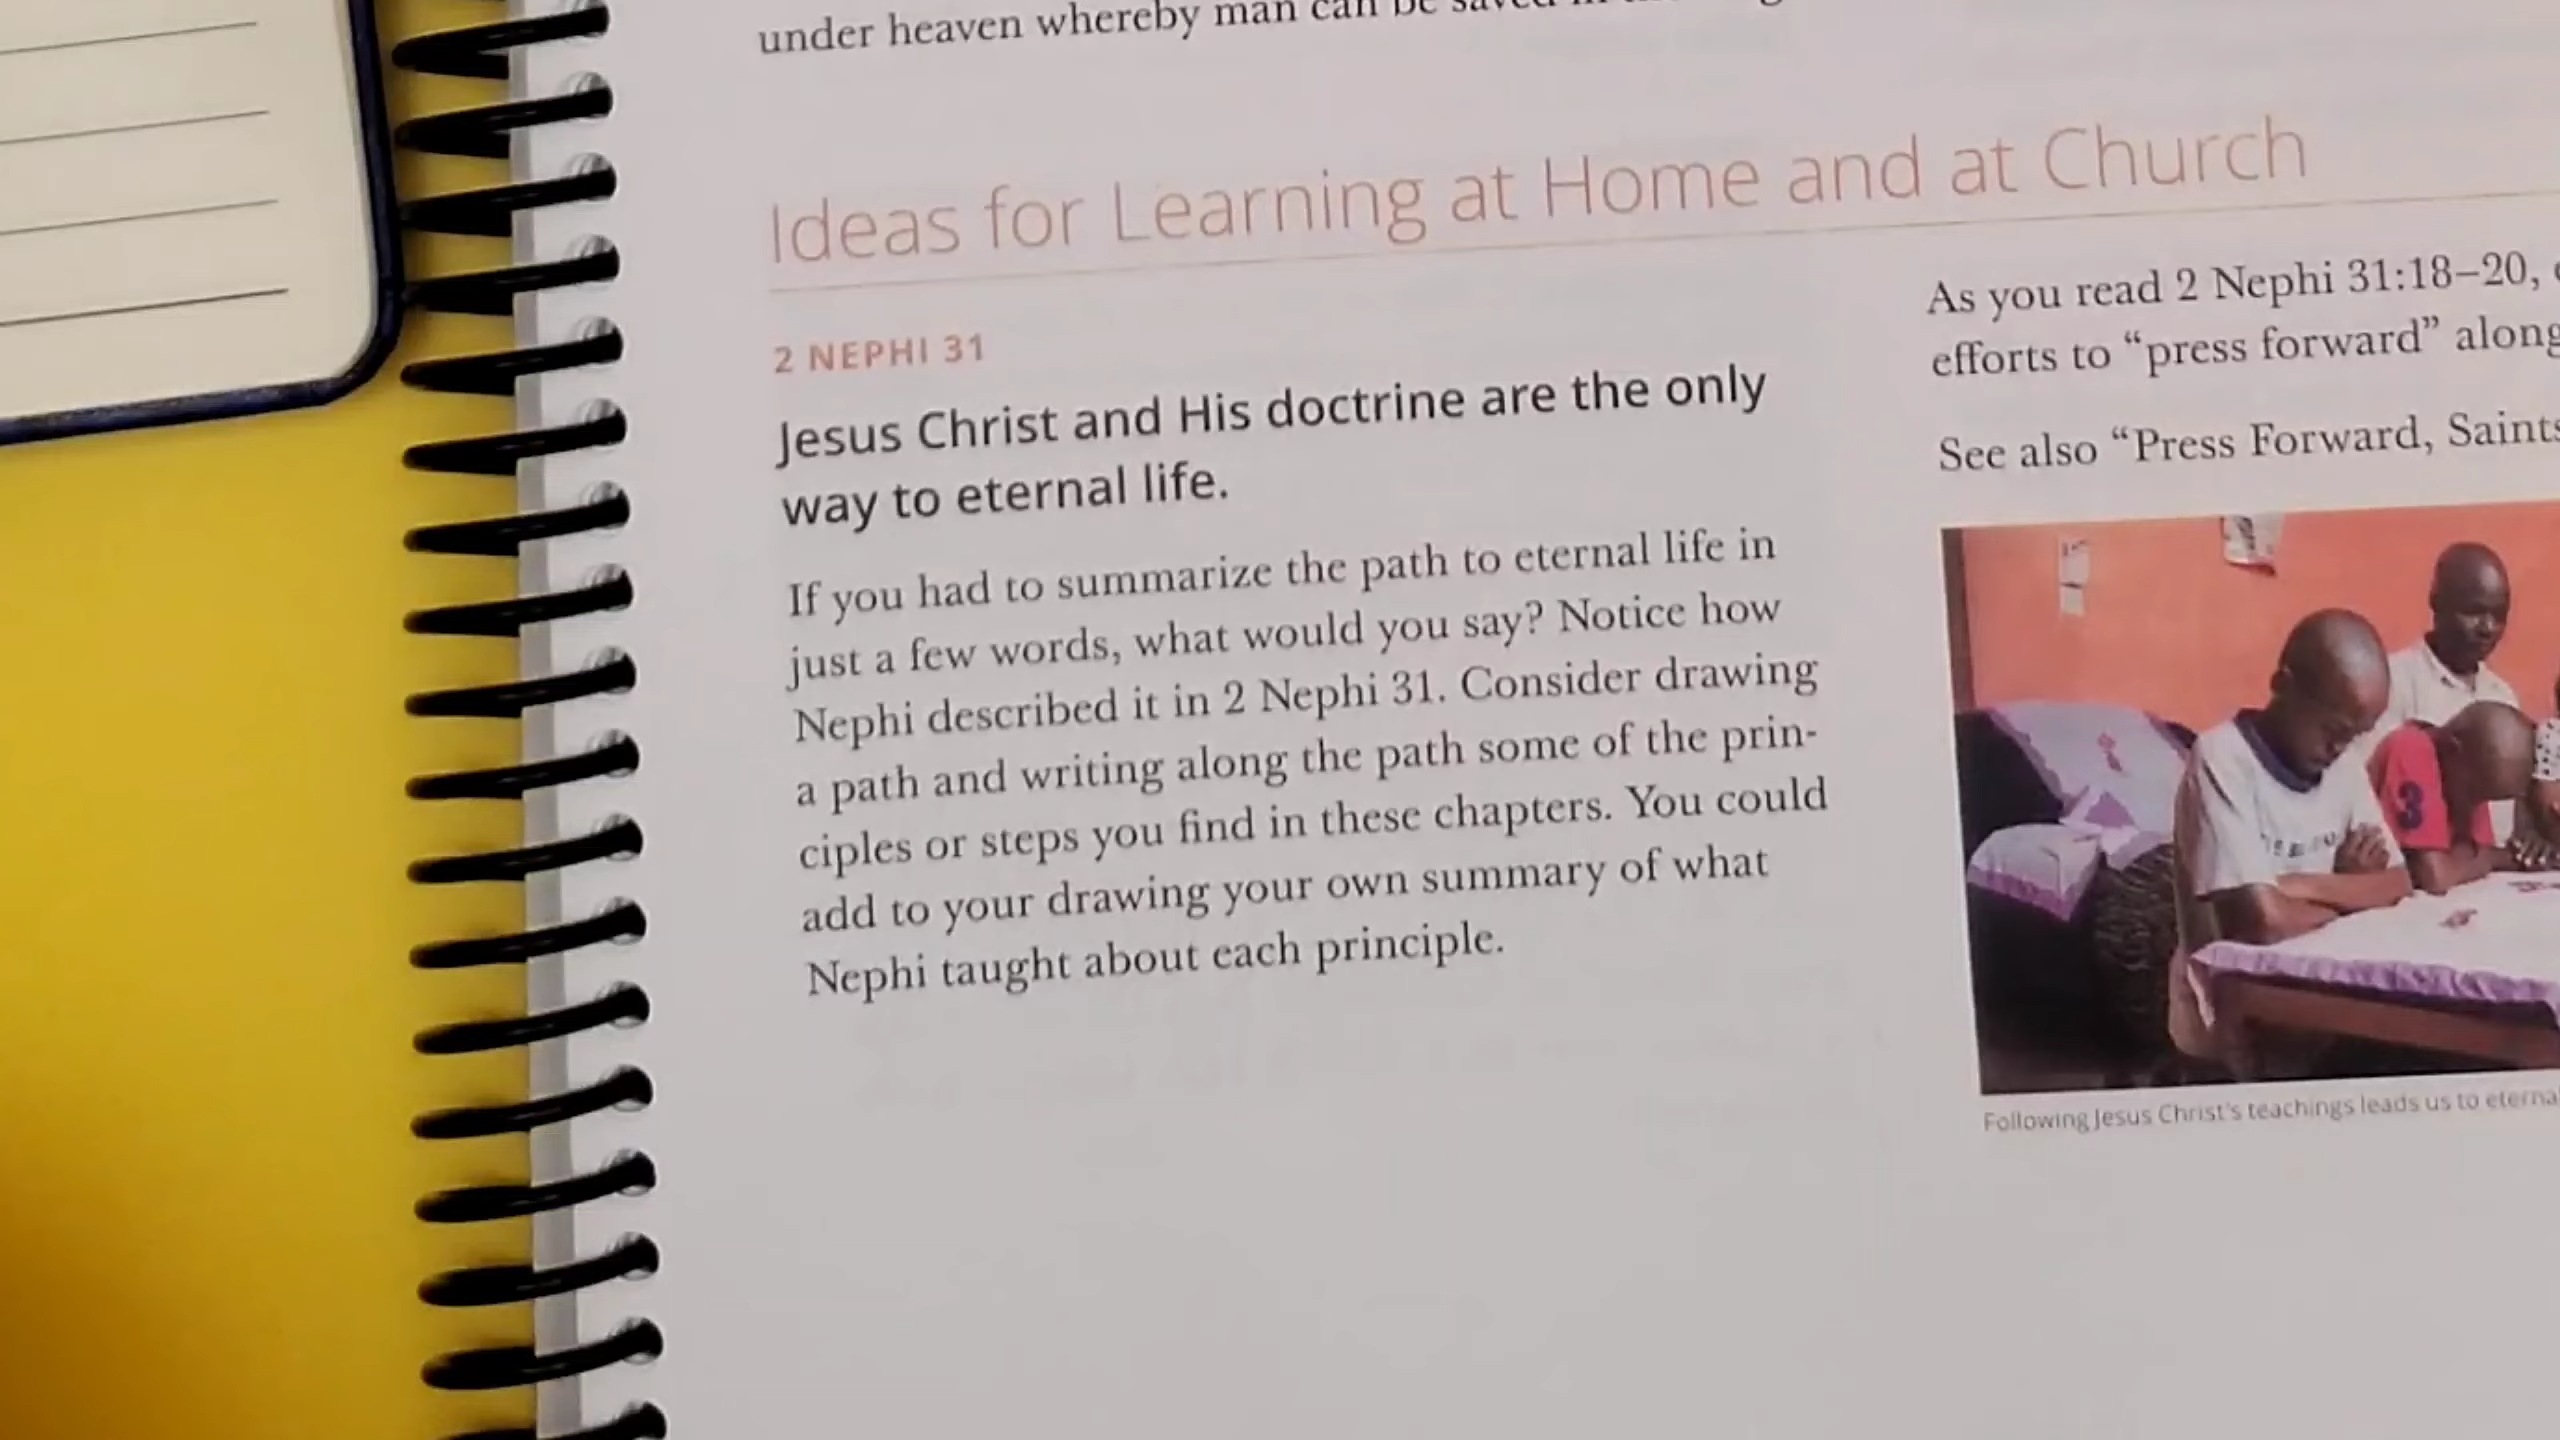 under heaven whereby man can be saved in
Ideas for Learning at Home and at Church
2 NEPHI 31
Jesus Christ and His doctrine are the only
way to eternal life.
If you had to summarize the path to eternal life in
just a few words, what would you say? Notice how
Nephi described it in 2 Nephi 31. Consider drawing
a path and writing along the path some of the prin-
ciples or steps you find in these chapters. You could
add to your drawing your own summary of what
Nephi taught about each principle.
As you read 2 Nephi 31:18–20,
efforts to “press forward” along
See also “Press Forward, Saints
3
Following Jesus Christ's teachings leads us to eternal